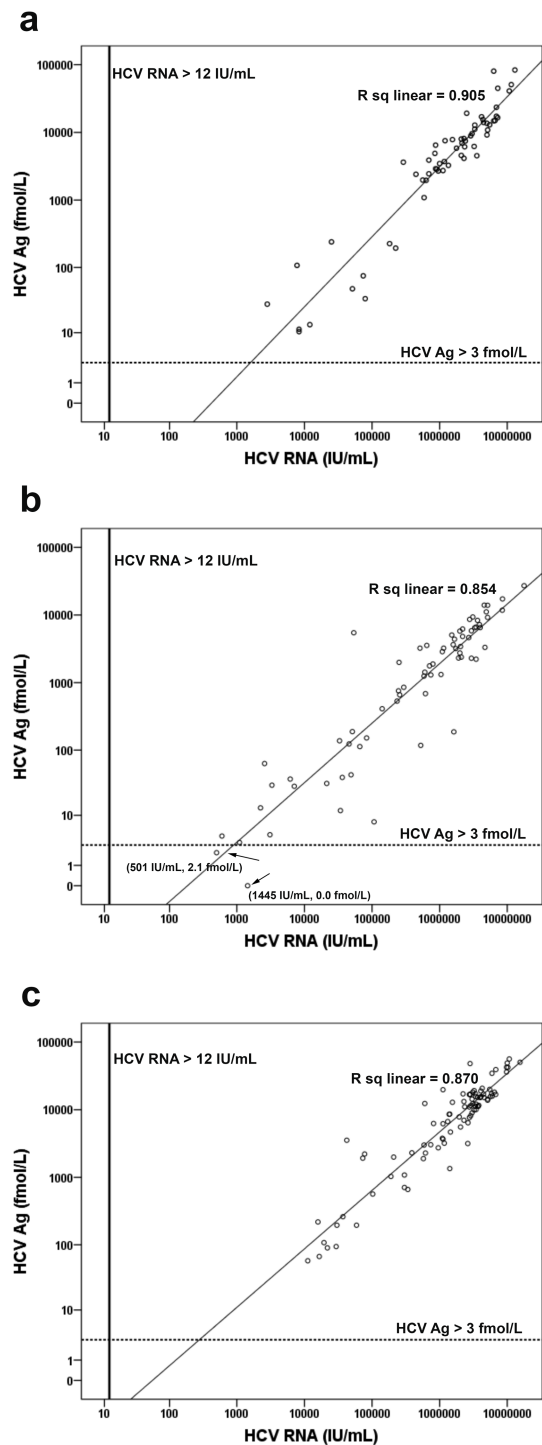 a
HCV Ag (fmol/L)
100000
10000
1000
100
10
1
0
HCV RNA > 12 IU/mL
R sq linear = 0.905
HCV Ag > 3 fmol/L
10 100 1000 10000 100000 1000000 10000000
HCV RNA (IU/mL)
b
HCV Ag (fmol/L)
100000
10000
1000
100
10
1
0
HCV RNA > 12 IU/mL
R sq linear = 0.854
HCV Ag > 3 fmol/L
(501 IU/mL, 2.1 fmol/L)
(1445 IU/mL, 0.0 fmol/L)
10 100 1000 10000 100000 1000000 10000000
HCV RNA (IU/mL)
c
HCV Ag (fmol/L)
100000
10000
1000
100
10
1
0
HCV RNA > 12 IU/mL
R sq linear = 0.870
HCV Ag > 3 fmol/L
10 100 1000 10000 100000 1000000 10000000
HCV RNA (IU/mL)